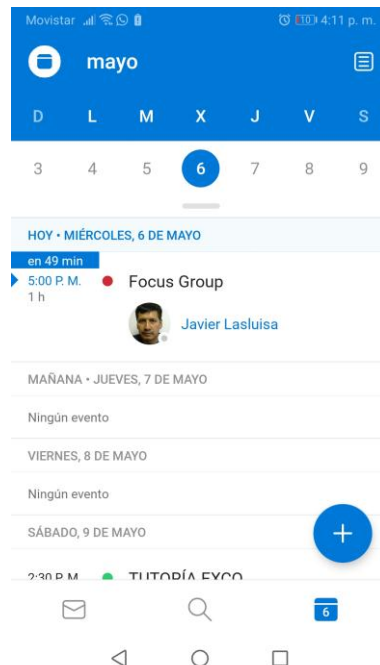 Movistar 10 4:11 p. m.
mayo
D L M X J V S
3 4 5 6 7 8 9
HOY • MIÉRCOLES, 6 DE MAYO
en 49 min
5:00 P. M. Focus Group
1 h
Javier Lasluisa
MAÑANA • JUEVES, 7 DE MAYO
Ningún evento
VIERNES, 8 DE MAYO
Ningún evento
SÁBADO, 9 DE MAYO
2:30 P. M. TUTORÍA EXCO
6